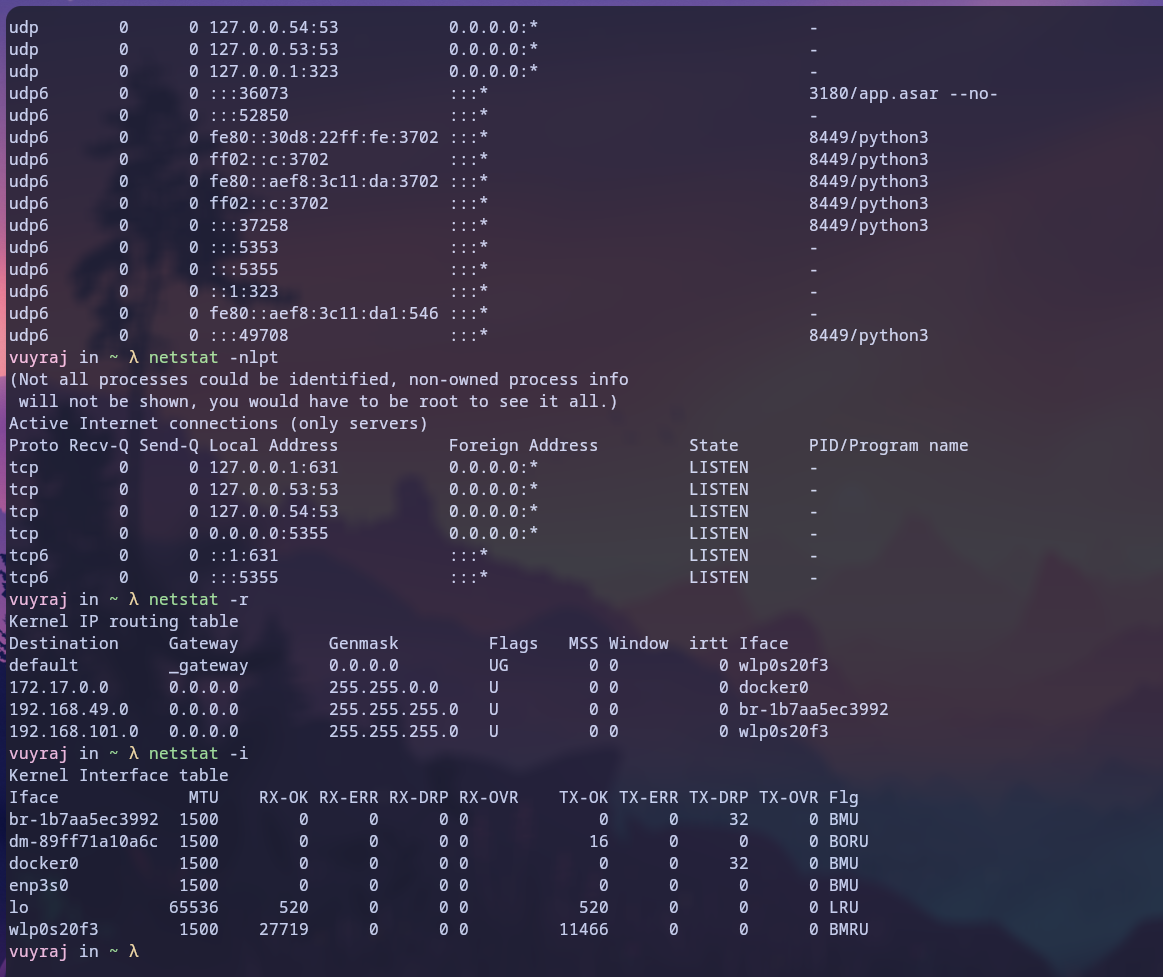 udp        0      0 127.0.0.54:53           0.0.0.0:*                           -
udp        0      0 127.0.0.53:53           0.0.0.0:*                           -
udp        0      0 127.0.0.1:323           0.0.0.0:*                           -
udp6       0      0 :::36073                :::*                                3180/app.asar --no-
udp6       0      0 :::52850                :::*                                -
udp6       0      0 fe80::30d8:22ff:fe:3702 :::*                                8449/python3
udp6       0      0 ff02::c:3702            :::*                                8449/python3
udp6       0      0 fe80::aef8:3c11:da:3702 :::*                                8449/python3
udp6       0      0 ff02::c:3702            :::*                                8449/python3
udp6       0      0 :::37258                :::*                                8449/python3
udp6       0      0 :::5353                 :::*                                -
udp6       0      0 :::5355                 :::*                                -
udp6       0      0 ::1:323                 :::*                                -
udp6       0      0 fe80::aef8:3c11:da1:546 :::*                                -
udp6       0      0 :::49708                :::*                                8449/python3
vuyraj in ~ λ netstat -nlpt
(Not all processes could be identified, non-owned process info
 will not be shown, you would have to be root to see it all.)
Active Internet connections (only servers)
Proto Recv-Q Send-Q Local Address           Foreign Address         State       PID/Program name
tcp        0      0 127.0.0.1:631           0.0.0.0:*               LISTEN      -
tcp        0      0 127.0.0.53:53           0.0.0.0:*               LISTEN      -
tcp        0      0 127.0.0.54:53           0.0.0.0:*               LISTEN      -
tcp        0      0 0.0.0.0:5355            0.0.0.0:*               LISTEN      -
tcp6       0      0 ::1:631                 :::*                    LISTEN      -
tcp6       0      0 :::5355                 :::*                    LISTEN      -
vuyraj in ~ λ netstat -r
Kernel IP routing table
Destination     Gateway         Genmask         Flags   MSS Window  irtt Iface
default         _gateway        0.0.0.0         UG        0 0          0 wlp0s20f3
172.17.0.0      0.0.0.0         255.255.0.0     U         0 0          0 docker0
192.168.49.0    0.0.0.0         255.255.255.0   U         0 0          0 br-1b7aa5ec3992
192.168.101.0   0.0.0.0         255.255.255.0   U         0 0          0 wlp0s20f3
vuyraj in ~ λ netstat -i
Kernel Interface table
Iface             MTU    RX-OK RX-ERR RX-DRP RX-OVR    TX-OK TX-ERR TX-DRP TX-OVR Flg
br-1b7aa5ec3992  1500        0      0      0 0             0      0     32      0 BMU
dm-89ff71a10a6c  1500        0      0      0 0            16      0      0      0 BORU
docker0          1500        0      0      0 0             0      0     32      0 BMU
enp3s0           1500        0      0      0 0             0      0      0      0 BMU
lo              65536      520      0      0 0           520      0      0      0 LRU
wlp0s20f3        1500    27719      0      0 0         11466      0      0      0 BMRU
vuyraj in ~ λ